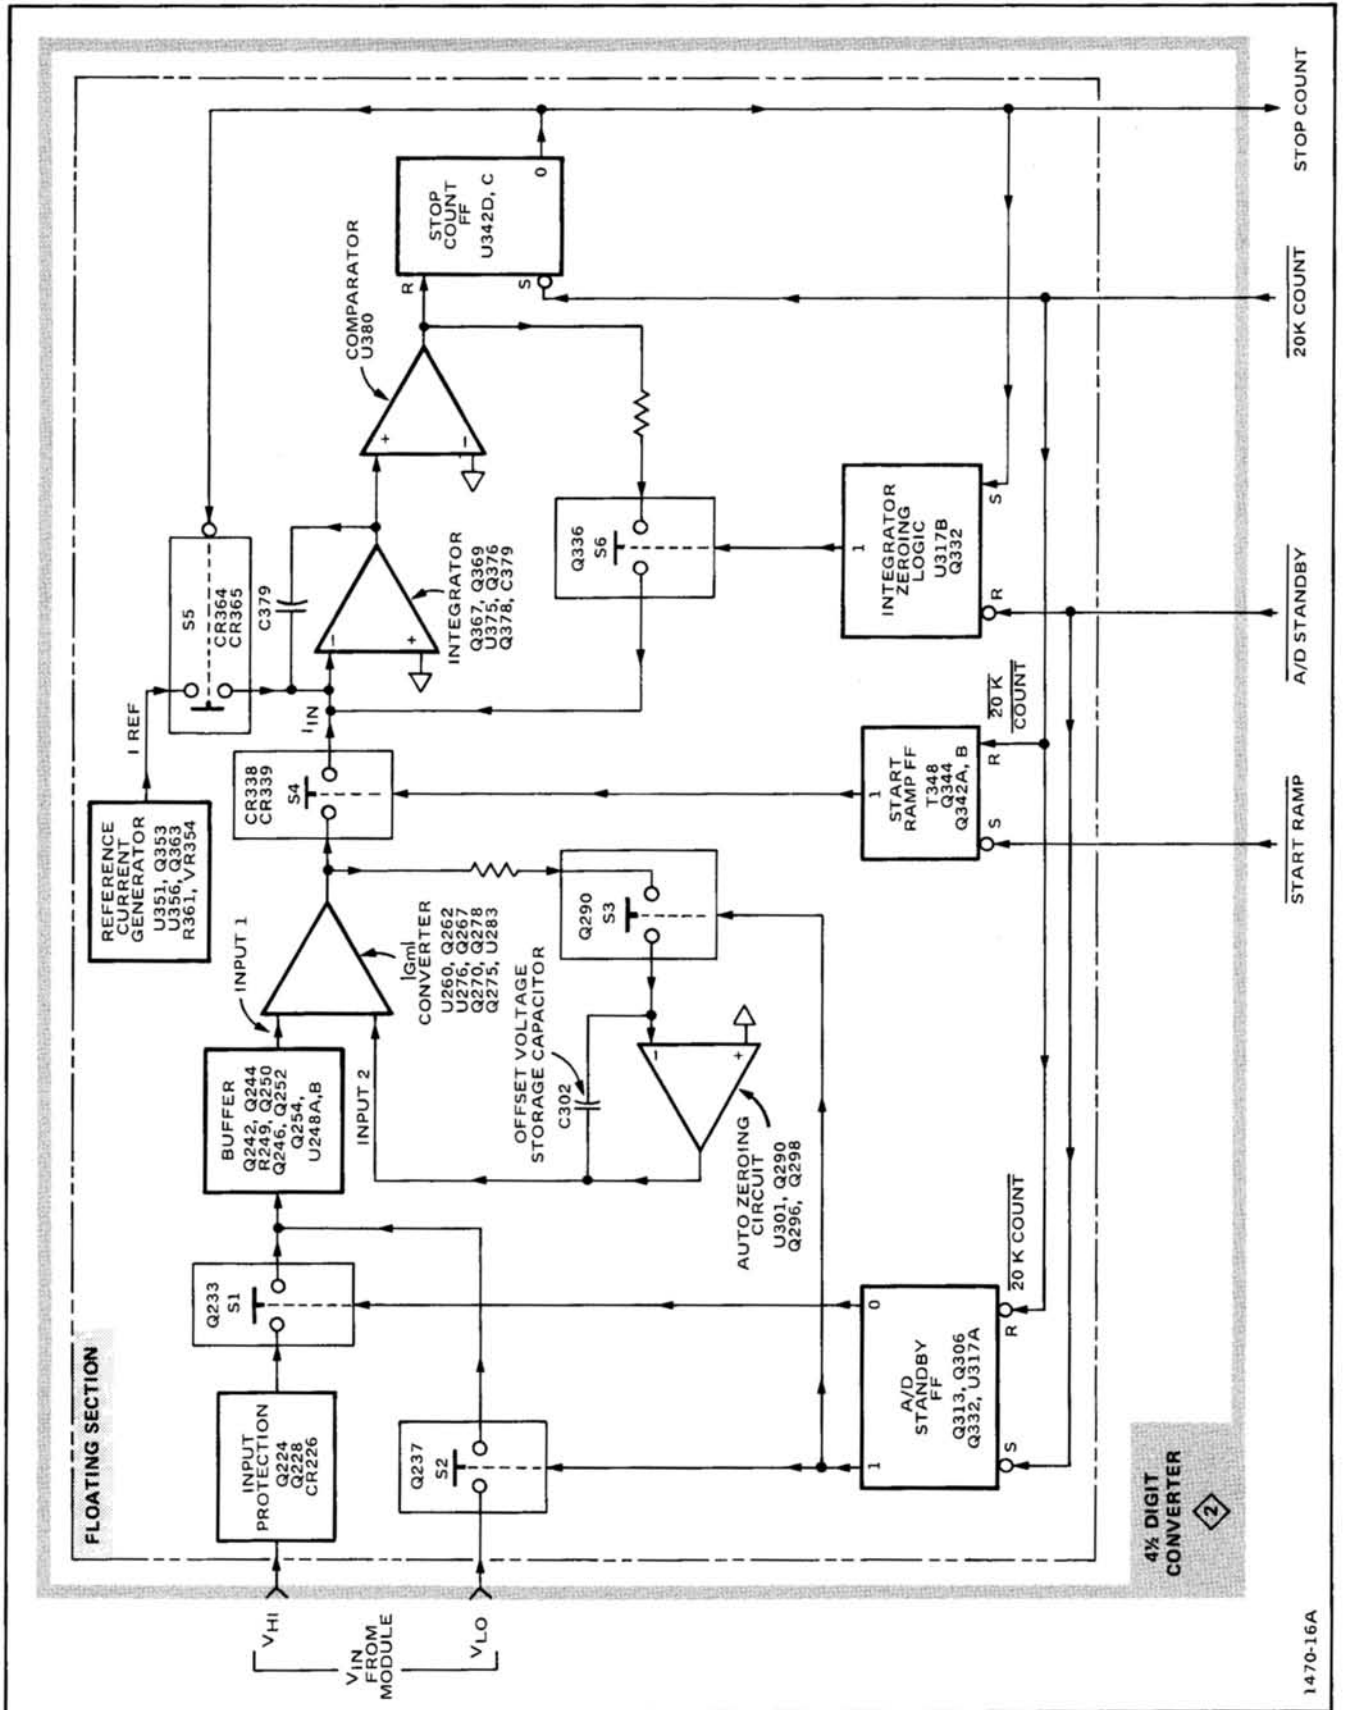 FLOATING SECTION
VIN
FROM
MODULE
VHI
VLO
INPUT
PROTECTION
Q224
Q228
CR226
Q233
S1
Q237
S2
BUFFER
Q242, Q244
R249, Q250
Q246, Q252
Q254,
U248A,B
INPUT 1
INPUT 2
|Gm|
CONVERTER
U260, Q262
U276, Q267
Q270, Q278
Q275, U283
REFERENCE
CURRENT
GENERATOR
U351, Q353
U356, Q363
R361, VR354
I REF
S5
CR364
CR365
CR338
CR339
S4
IIN
C379
-
+
INTEGRATOR
Q367, Q369
U375, Q376
Q378, C379
COMPARATOR
U380
+
-
STOP
COUNT
FF
U342D, C
R
S
0
OFFSET VOLTAGE
STORAGE CAPACITOR
C302
Q290
S3
-
+
AUTO ZEROING
CIRCUIT
U301, Q290
Q296, Q298
Q336
S6
A/D
STANDBY
FF
Q313, Q306
Q332, U317A
1
0
S
R
20 K COUNT
START
RAMP FF
T348
Q344
Q342A, B
1
S
R
20 K
COUNT
INTEGRATOR
ZEROING
LOGIC
U317B
Q332
1
R
S
START RAMP
A/D STANDBY
20K COUNT
STOP COUNT
4½ DIGIT
CONVERTER
2
1470-16A